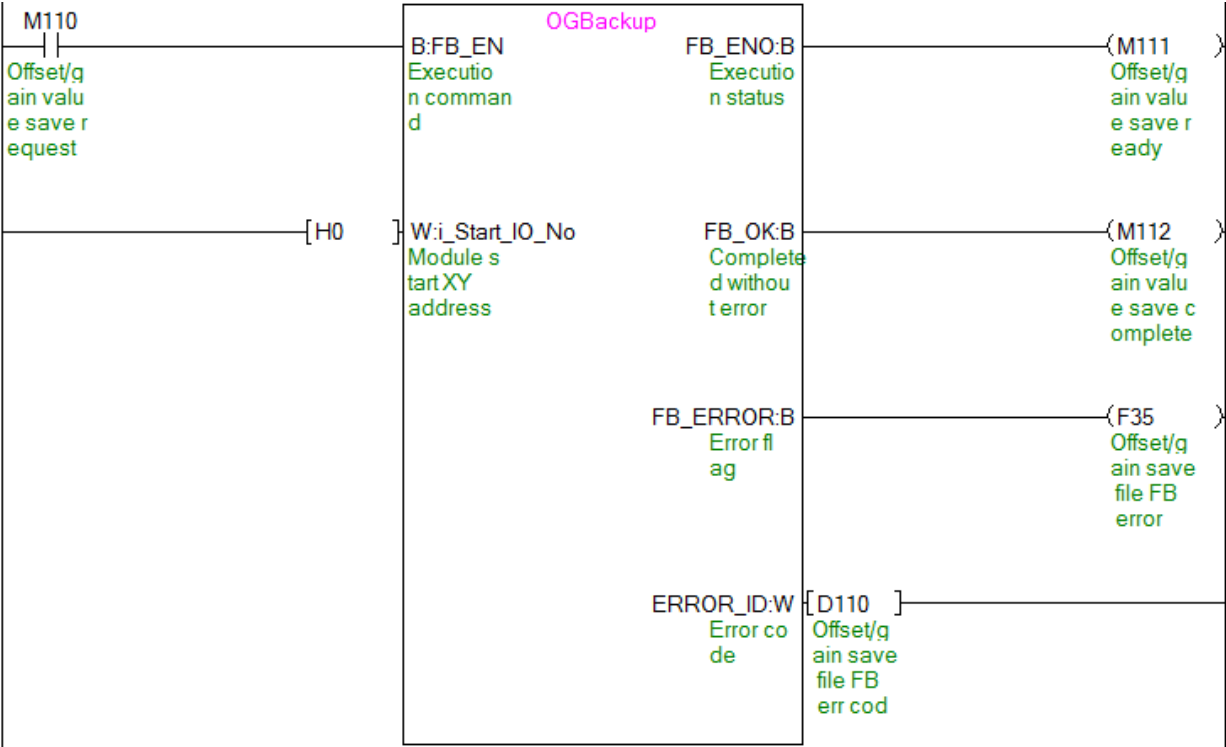 M110
Offset/g
ain valu
e save r
equest
OGBackup
B:FB_EN
Executio
n comman
d
FB_ENO:B
Executio
n status
M111
Offset/g
ain valu
e save r
eady
H0
W:i_Start_IO_No
Module s
tart XY
address
FB_OK:B
Complete
d withou
t error
M112
Offset/g
ain valu
e save c
omplete
FB_ERROR:B
Error fl
ag
F35
Offset/g
ain save
file FB
error
ERROR_ID:W
Error co
de
D110
Offset/g
ain save
file FB
err cod